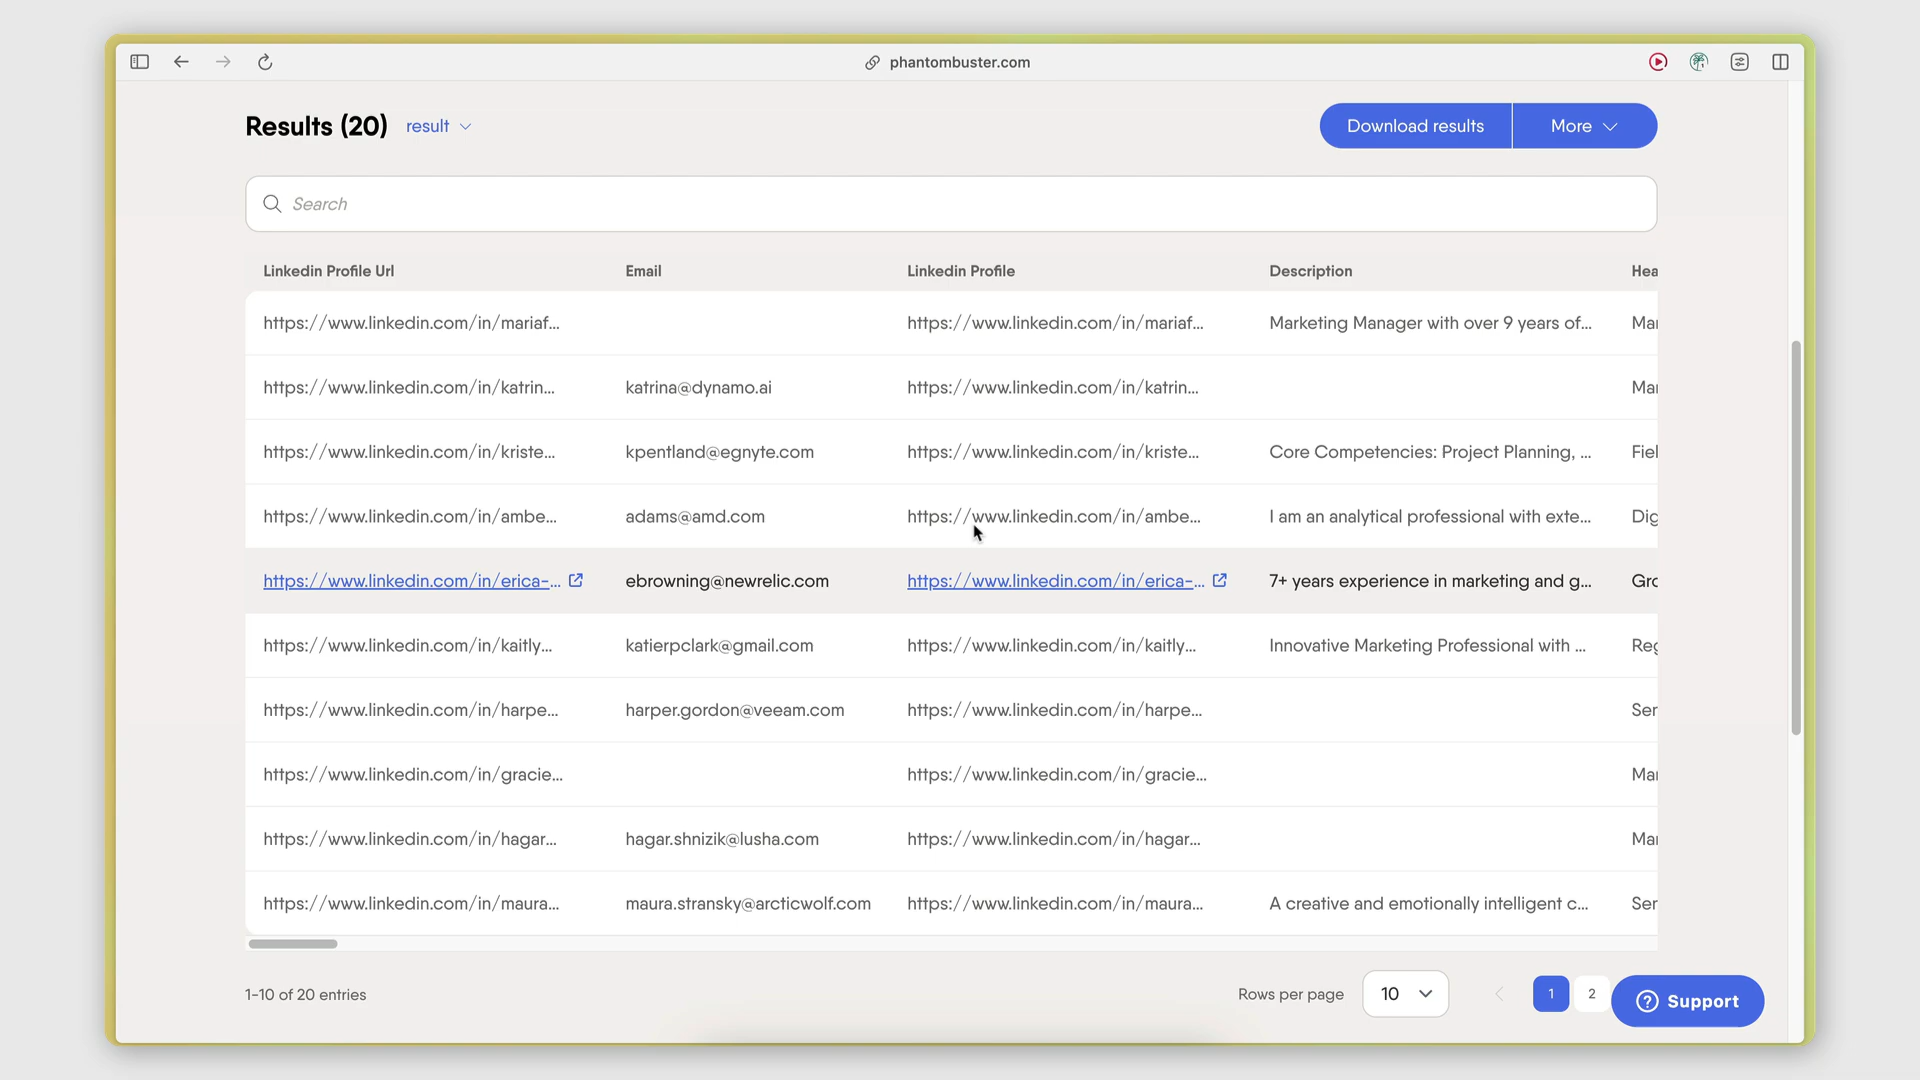 phantombuster.com
Results (20) result
Download results More
Search
Linkedin Profile Url Email Linkedin Profile Description Hea
https://www.linkedin.com/in/mariaf... https://www.linkedin.com/in/mariaf... Marketing Manager with over 9 years of... Mar
https://www.linkedin.com/in/katrin... katrina@dynamo.ai https://www.linkedin.com/in/katrin... Mar
https://www.linkedin.com/in/kriste... kpentland@egnyte.com https://www.linkedin.com/in/kriste... Core Competencies: Project Planning, ... Fiel
https://www.linkedin.com/in/ambe... adams@amd.com https://www.linkedin.com/in/ambe... I am an analytical professional with exte... Dig
https://www.linkedin.com/in/erica-... ebrowning@newrelic.com https://www.linkedin.com/in/erica-... 7+ years experience in marketing and g... Gro
https://www.linkedin.com/in/kaitly... katierpclark@gmail.com https://www.linkedin.com/in/kaitly... Innovative Marketing Professional with ... Reg
https://www.linkedin.com/in/harpe... harper.gordon@veeam.com https://www.linkedin.com/in/harpe... Ser
https://www.linkedin.com/in/gracie... https://www.linkedin.com/in/gracie... Mar
https://www.linkedin.com/in/hagar... hagar.shnizik@lusha.com https://www.linkedin.com/in/hagar... Mar
https://www.linkedin.com/in/maura... maura.stransky@arcticwolf.com https://www.linkedin.com/in/maura... A creative and emotionally intelligent c... Ser
1-10 of 20 entries Rows per page 10 1 2 Support